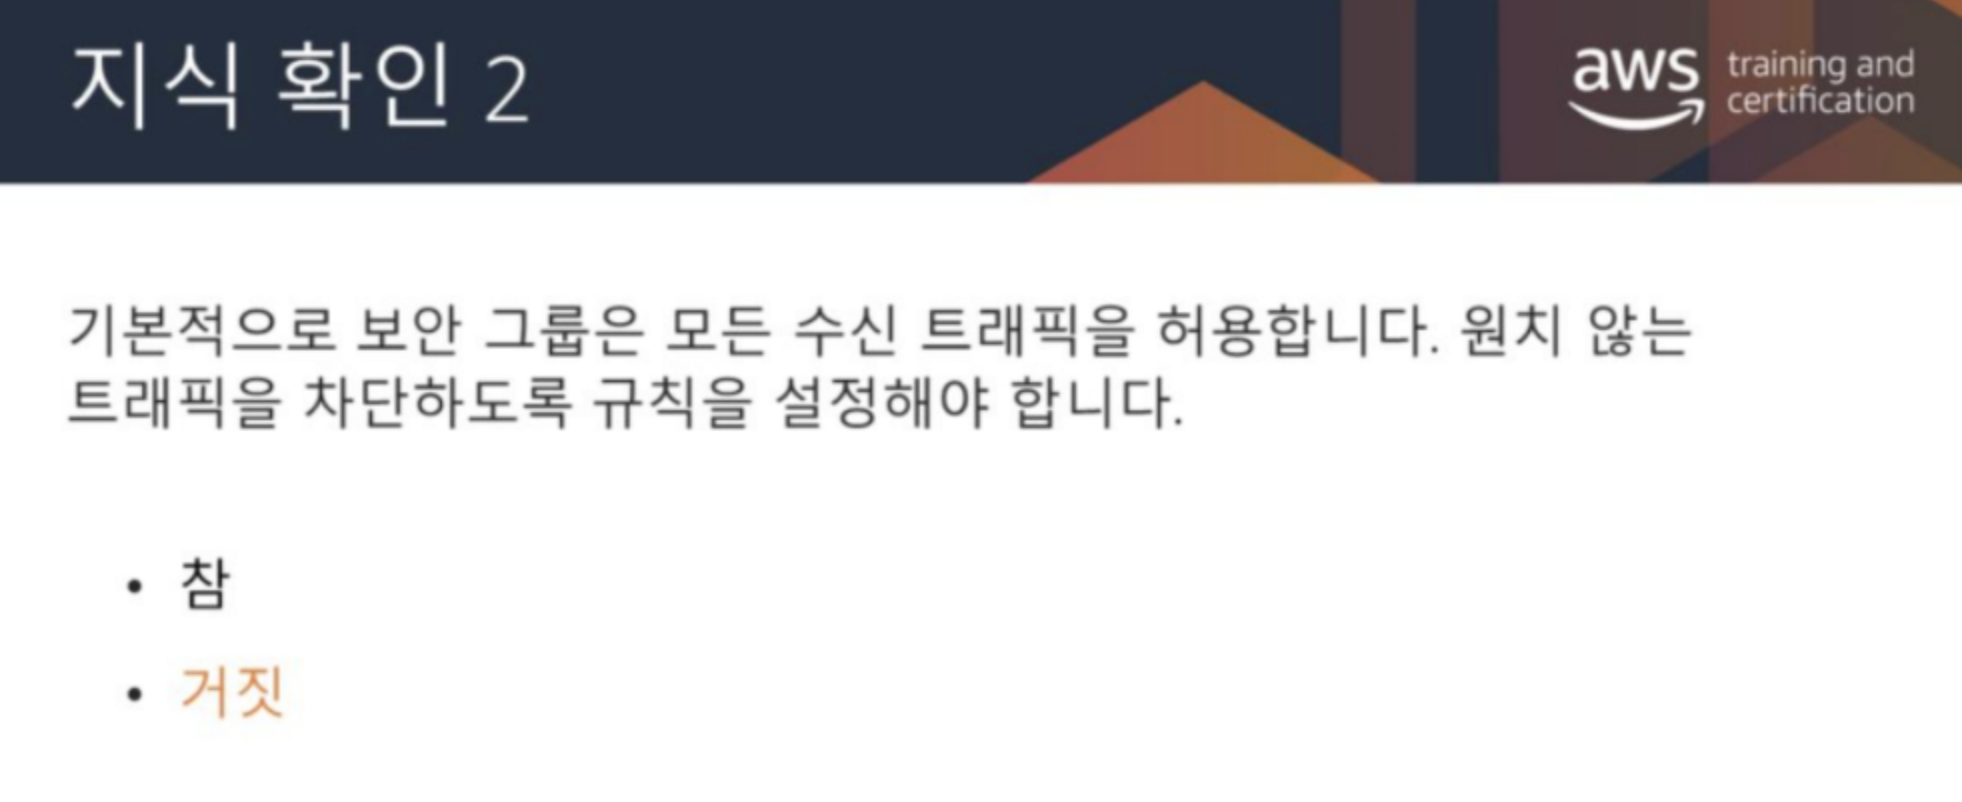 지식 확인 2
aws training and
certification
기본적으로 보안 그룹은 모든 수신 트래픽을 허용합니다. 원치 않는
트래픽을 차단하도록 규칙을 설정해야 합니다.
• 참
• 거짓